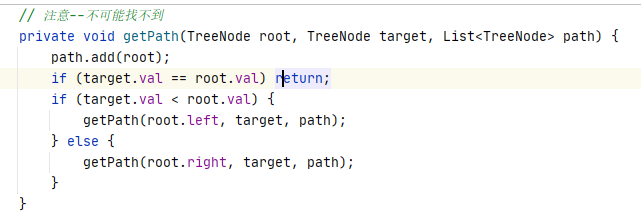 // 注意--不可能找不到
private void getPath(TreeNode root, TreeNode target, List<TreeNode> path) {
    path.add(root);
    if (target.val == root.val) return;
    if (target.val < root.val) {
        getPath(root.left, target, path);
    } else {
        getPath(root.right, target, path);
    }
}